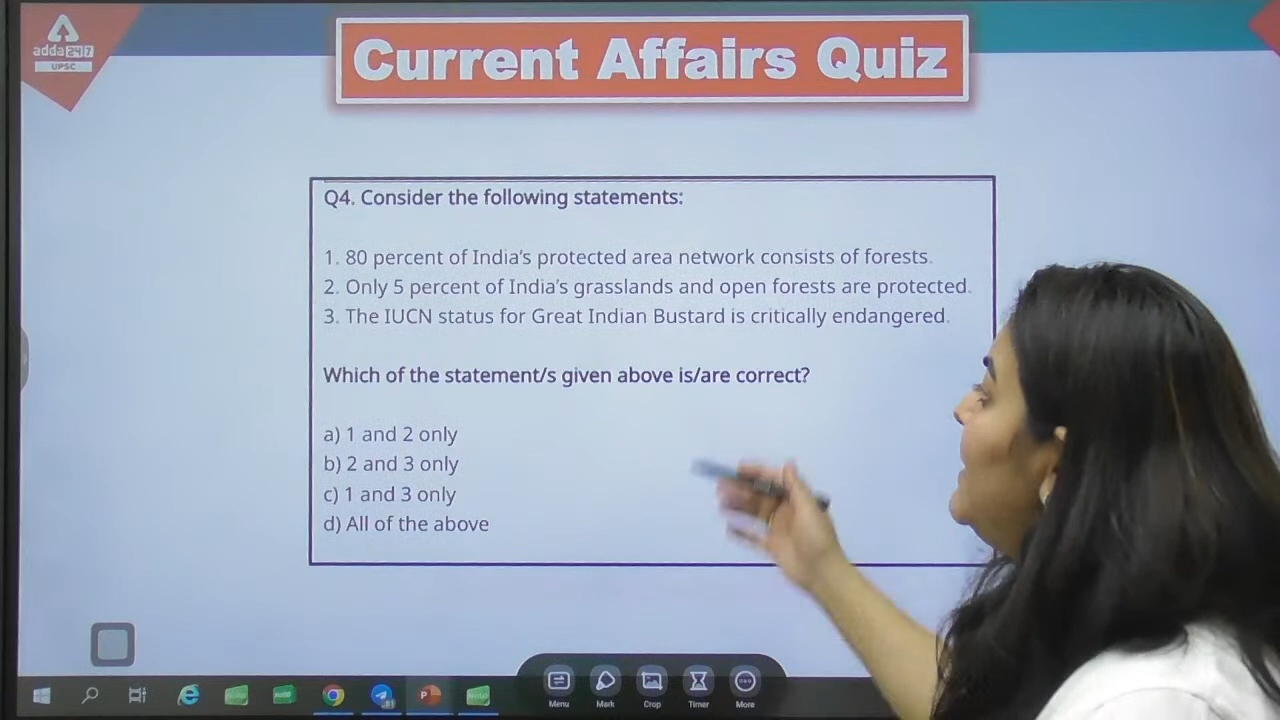 adda247
UPSC
Current Affairs Quiz
Q4. Consider the following statements:
1. 80 percent of India's protected area network consists of forests.
2. Only 5 percent of India's grasslands and open forests are protected.
3. The IUCN status for Great Indian Bustard is critically endangered.
Which of the statement/s given above is/are correct?
a) 1 and 2 only
b) 2 and 3 only
c) 1 and 3 only
d) All of the above
Menu Mark Crop Timer More